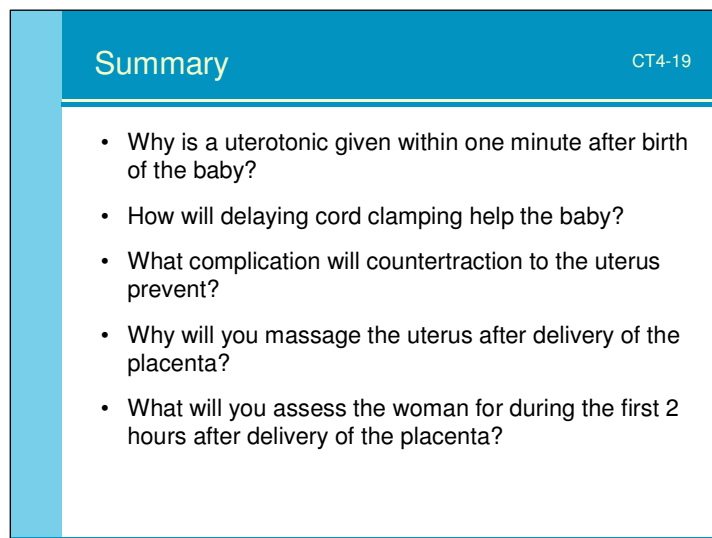 Summary
CT4-19
• Why is a uterotonic given within one minute after birth
of the baby?
• How will delaying cord clamping help the baby?
• What complication will countertraction to the uterus
prevent?
• Why will you massage the uterus after delivery of the
placenta?
• What will you assess the woman for during the first 2
hours after delivery of the placenta?